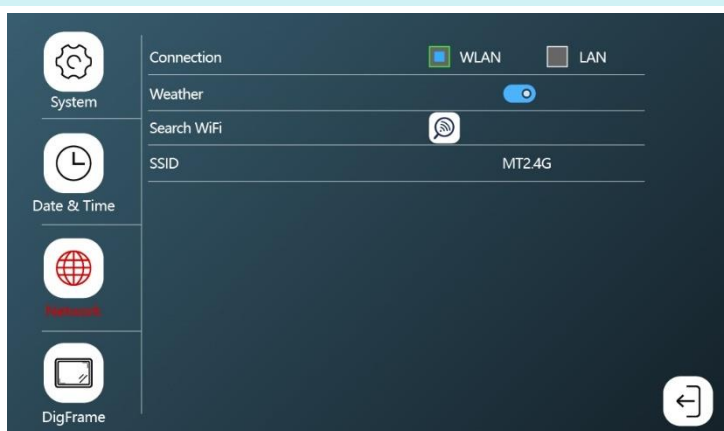 System
Date & Time
Network
DigFrame
Connection WLAN LAN
Weather
Search WiFi
SSID MT2.4G